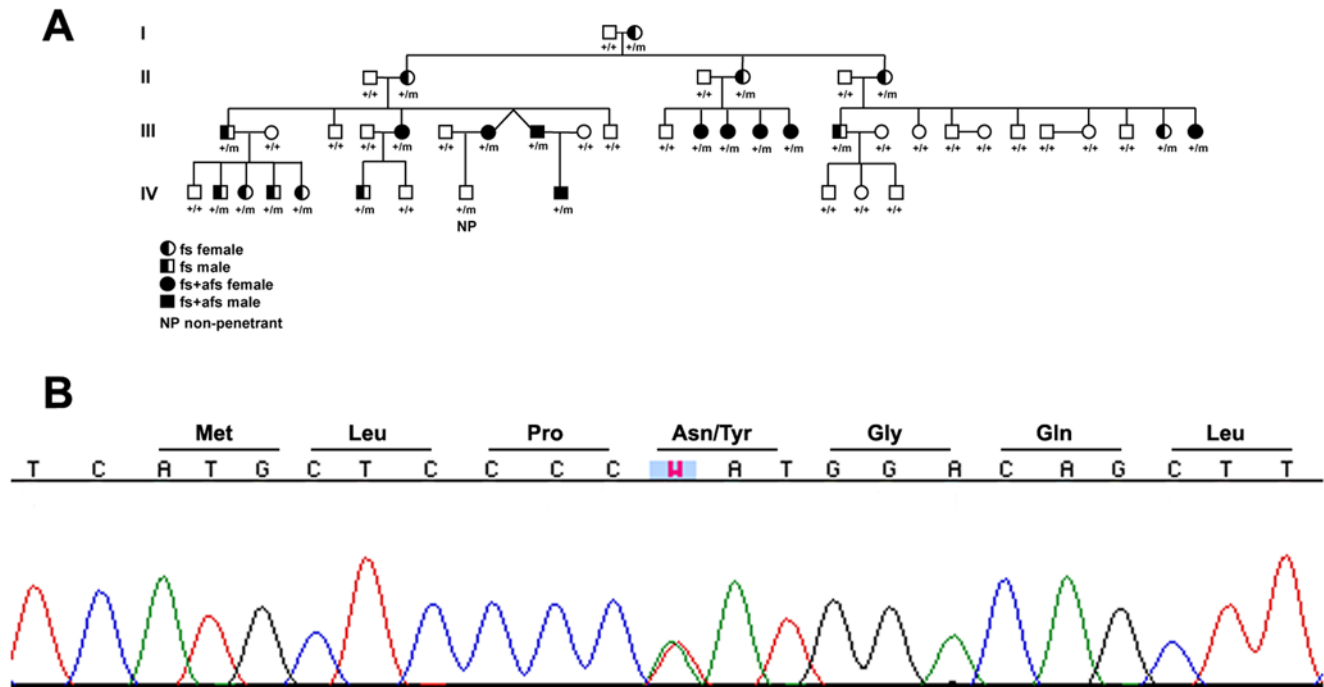 A
I
+/+ +/m
II
+/+ +/m +/+ +/m +/+ +/m
III
+/m +/+ +/+ +/+ +/m +/+ +/m +/m +/+ +/+ +/+ +/m +/m +/m +/m +/m +/+ +/+ +/+ +/+ +/+ +/+ +/+ +/+ +/m +/m
IV
+/+ +/m +/m +/m +/m +/m +/+ +/m +/m +/+ +/+ +/+
NP
fs female
fs male
fs+afs female
fs+afs male
NP non-penetrant
B
Met Leu Pro Asn/Tyr Gly Gln Leu
T C A T G C T C C C C W A T G G A C A G C T T